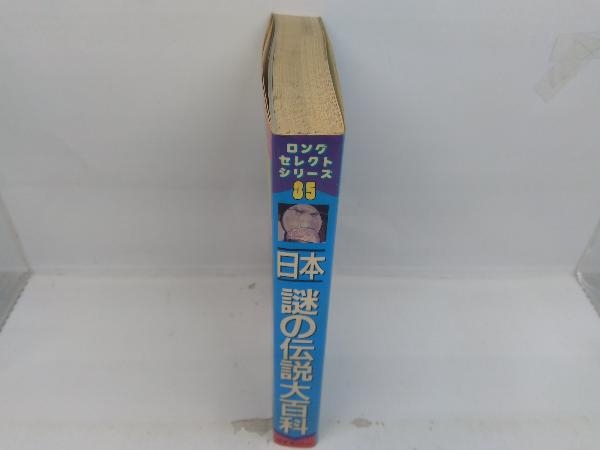 ロング
セレクト
シリーズ
35
日本
謎の伝説大百科